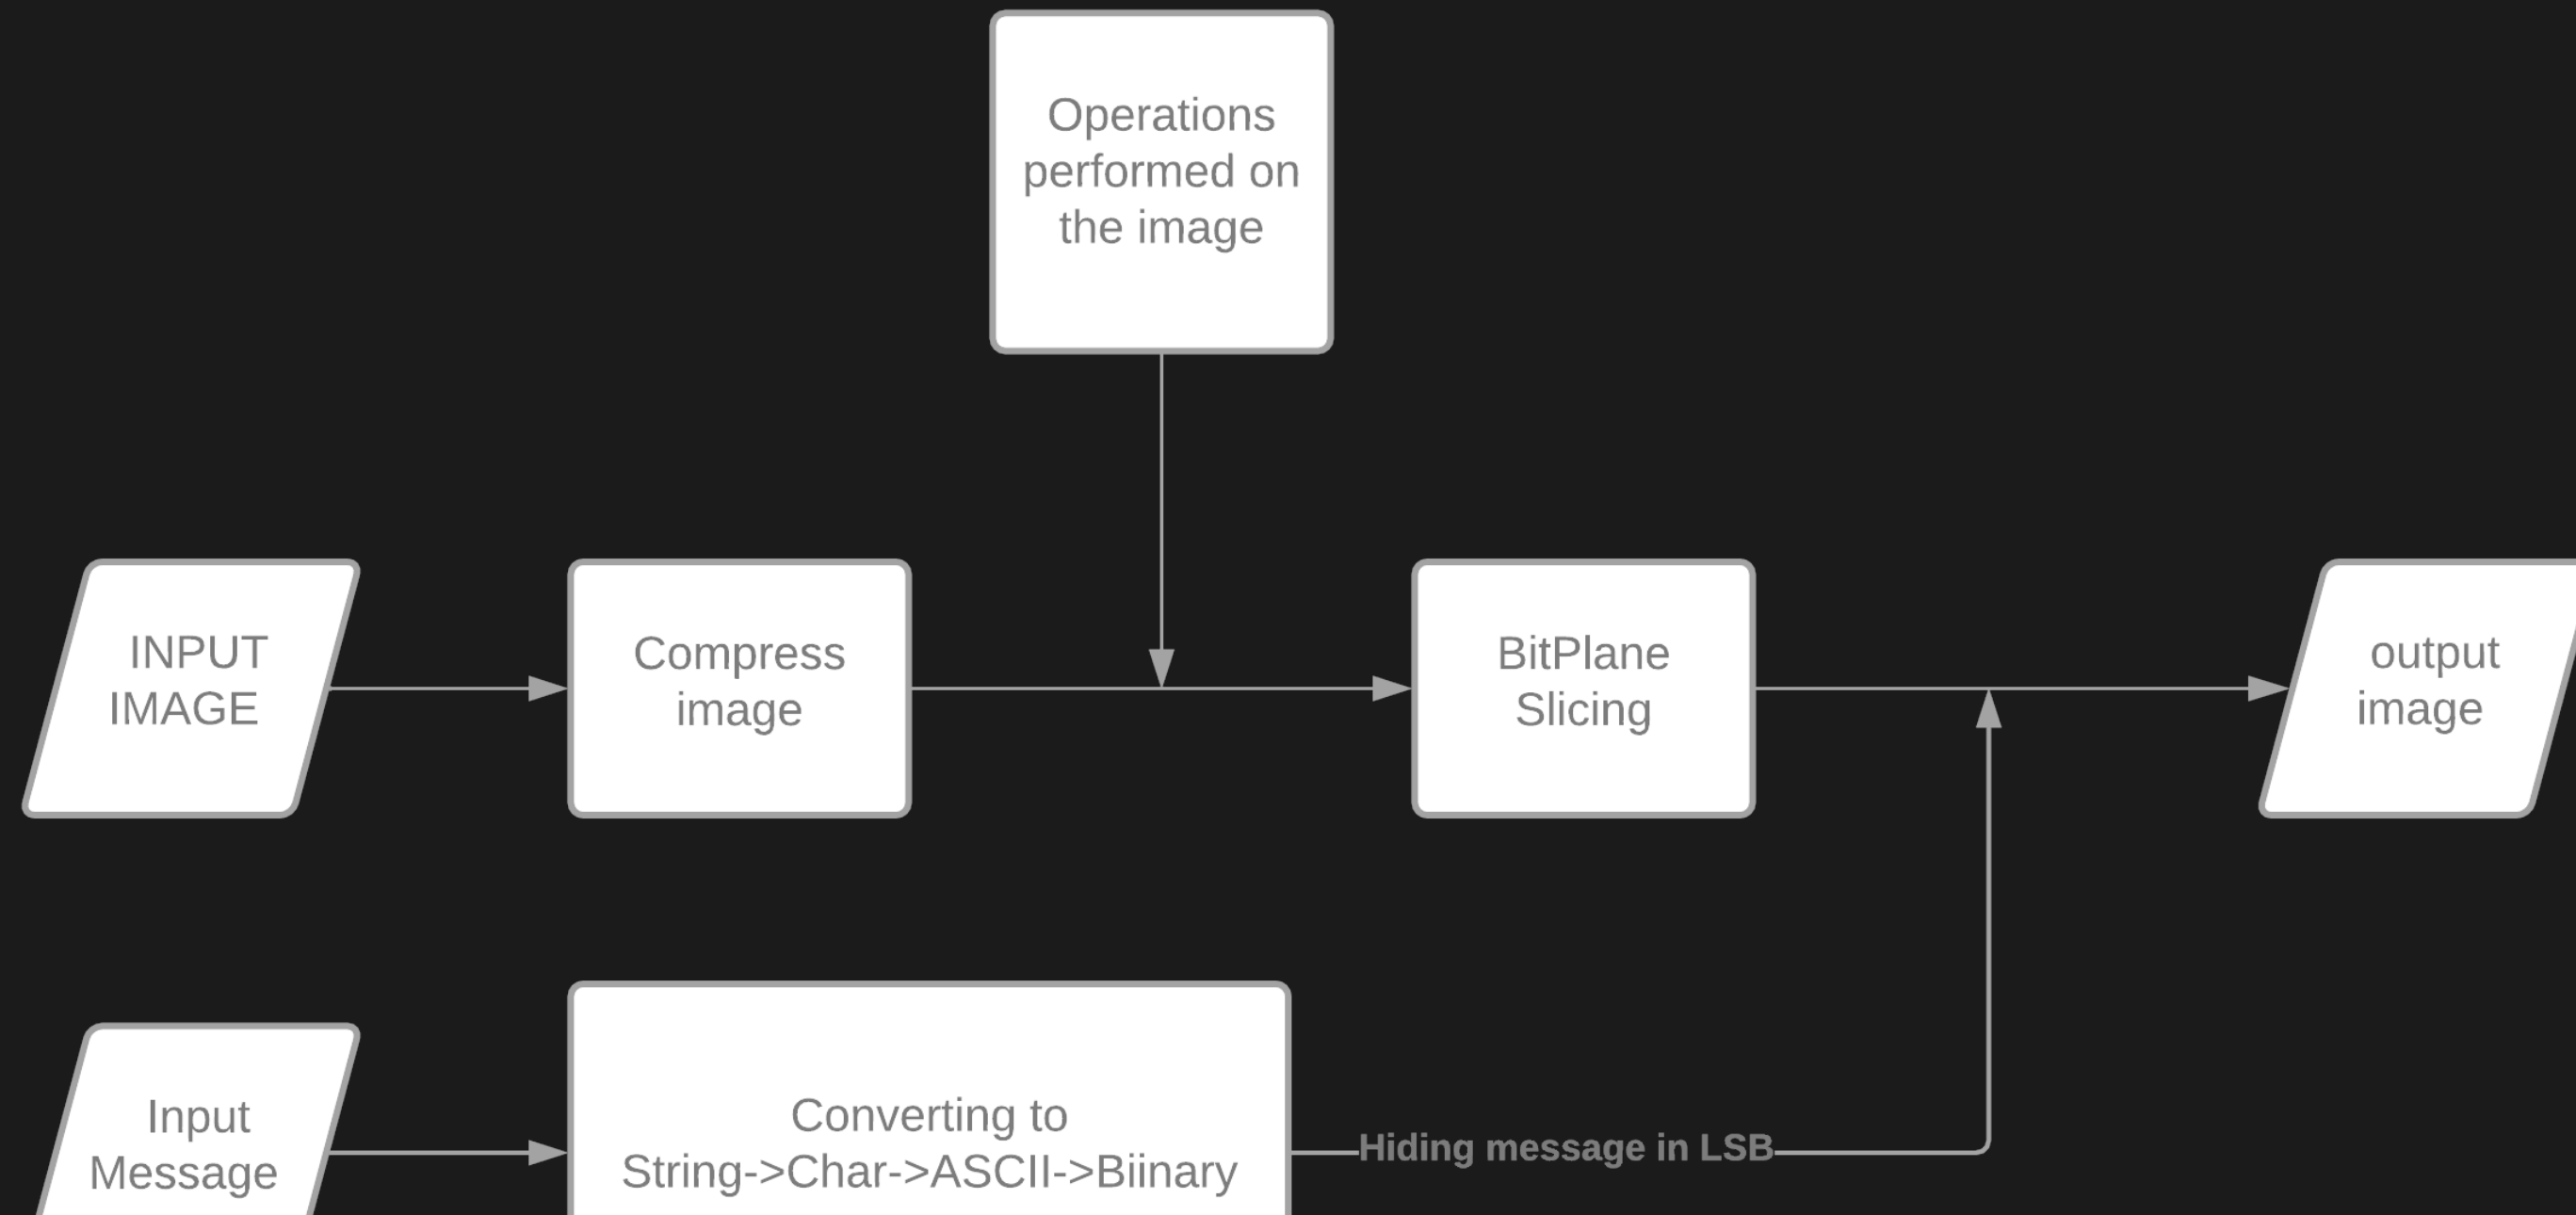 Operations
performed on
the image
INPUT
IMAGE
Compress
image
BitPlane
Slicing
output
image
Input
Message
Converting to
String->Char->ASCII->Biinary
Hiding message in LSB